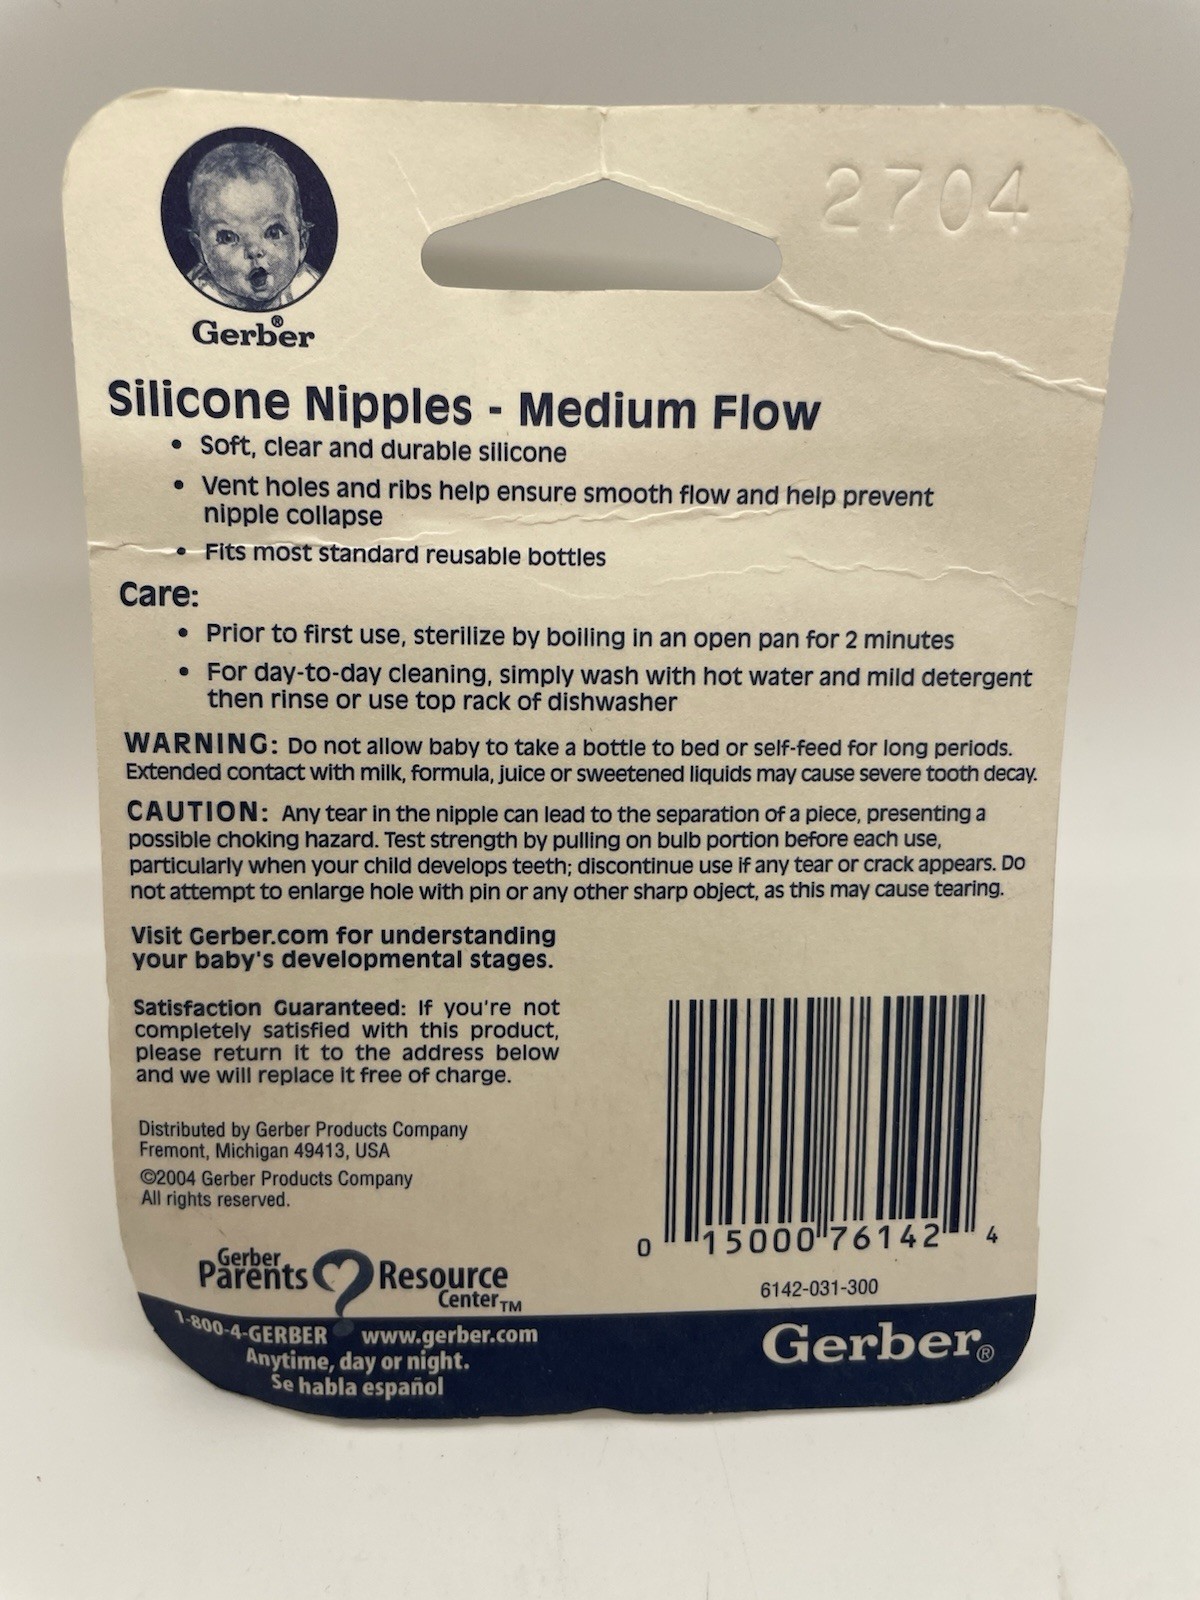 2704
Gerber®
Silicone Nipples - Medium Flow
• Soft, clear and durable silicone
• Vent holes and ribs help ensure smooth flow and help prevent
nipple collapse
• Fits most standard reusable bottles
Care:
• Prior to first use, sterilize by boiling in an open pan for 2 minutes
• For day-to-day cleaning, simply wash with hot water and mild detergent
then rinse or use top rack of dishwasher
WARNING: Do not allow baby to take a bottle to bed or self-feed for long periods.
Extended contact with milk, formula, juice or sweetened liquids may cause severe tooth decay.
CAUTION: Any tear in the nipple can lead to the separation of a piece, presenting a
possible choking hazard. Test strength by pulling on bulb portion before each use,
particularly when your child develops teeth; discontinue use if any tear or crack appears. Do
not attempt to enlarge hole with pin or any other sharp object, as this may cause tearing.
Visit Gerber.com for understanding
your baby's developmental stages.
Satisfaction Guaranteed: If you're not
completely satisfied with this product,
please return it to the address below
and we will replace it free of charge.
Distributed by Gerber Products Company
Fremont, Michigan 49413, USA
©2004 Gerber Products Company
All rights reserved.
0 15000 76142 4
6142-031-300
Gerber
Parents Resource
Center™
1-800-4-GERBER www.gerber.com
Anytime, day or night.
Se habla español
Gerber®